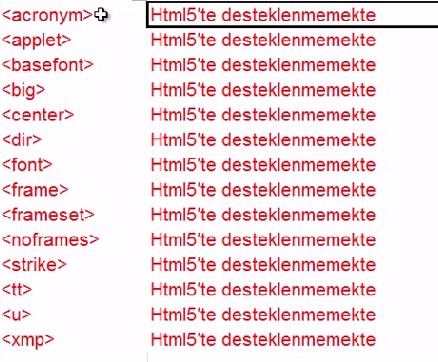 <acronym> Html5'te desteklenmemekte
<applet> Html5'te desteklenmemekte
<basefont> Html5'te desteklenmemekte
<big> Html5'te desteklenmemekte
<center> Html5'te desteklenmemekte
<dir> Html5'te desteklenmemekte
<font> Html5'te desteklenmemekte
<frame> Html5'te desteklenmemekte
<frameset> Html5'te desteklenmemekte
<noframes> Html5'te desteklenmemekte
<strike> Html5'te desteklenmemekte
<tt> Html5'te desteklenmemekte
<u> Html5'te desteklenmemekte
<xmp> Html5'te desteklenmemekte